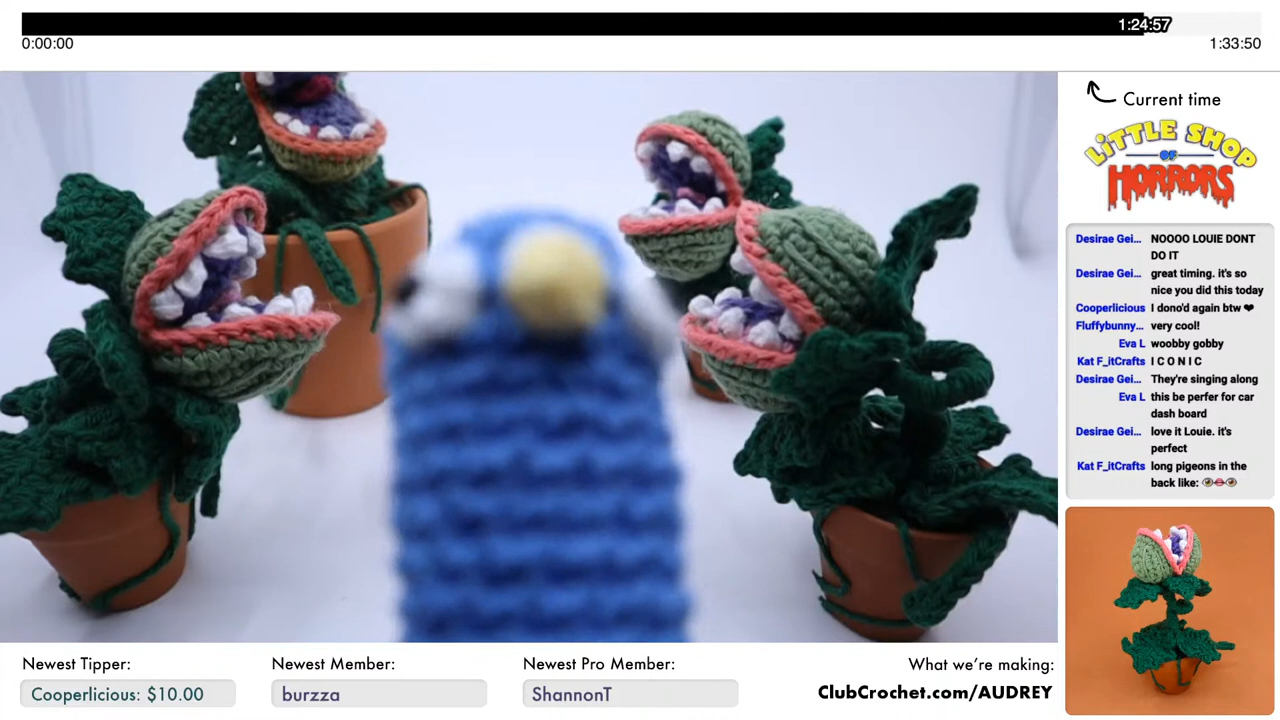 1:24:57
0:00:00
1:33:50
Current time
LiTTLE SHOP
OF
HORRORS
Desirae Gei... NOOOO LOUIE DONT
DO IT
Desirae Gei... great timing. it's so
nice you did this today
Cooperlicious I dono'd again btw ❤
Fluffybunny... very cool!
Eva L woobby gobby
Kat F_itCrafts I C O N I C
Desirae Gei... They're singing along
Eva L this be perfer for car
dash board
Desirae Gei... love it Louie. it's
perfect
Kat F_itCrafts long pigeons in the
back like: 👁👄👁
Newest Tipper:
Cooperlicious: $10.00
Newest Member:
burzza
Newest Pro Member:
ShannonT
What we're making:
ClubCrochet.com/AUDREY